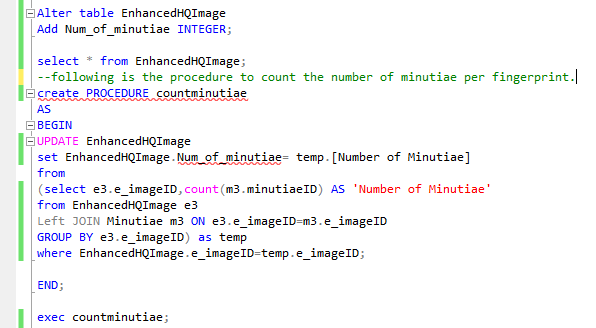 Alter table EnhancedHQImage
Add Num_of_minutiae INTEGER;
select * from EnhancedHQImage;
--following is the procedure to count the number of minutiae per fingerprint.
create PROCEDURE countminutiae
AS
BEGIN
UPDATE EnhancedHQImage
set EnhancedHQImage.Num_of_minutiae= temp.[Number of Minutiae]
from
(select e3.e_imageID,count(m3.minutiaeID) AS 'Number of Minutiae'
from EnhancedHQImage e3
Left JOIN Minutiae m3 ON e3.e_imageID=m3.e_imageID
GROUP BY e3.e_imageID) as temp
where EnhancedHQImage.e_imageID=temp.e_imageID;
END;
exec countminutiae;